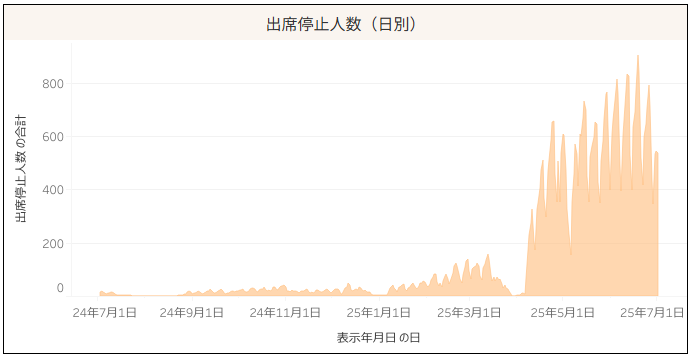 出席停止人数（日別）
出席停止人数 の合計
800
600
400
200
0
24年7月1日 24年9月1日 24年11月1日 25年1月1日 25年3月1日 25年5月1日 25年7月1日
表示年月日 の日